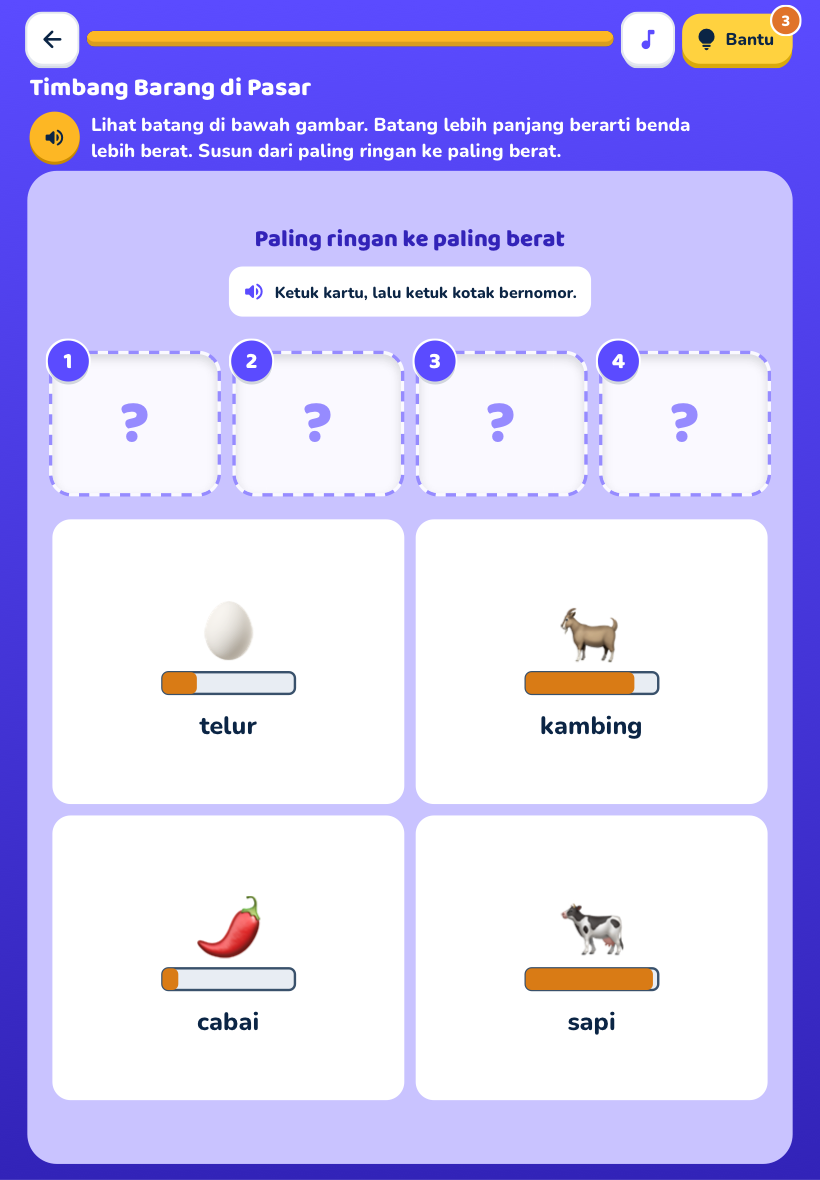 3
Bantu
Timbang Barang di Pasar
Lihat batang di bawah gambar. Batang lebih panjang berarti benda
lebih berat. Susun dari paling ringan ke paling berat.
Paling ringan ke paling berat
Ketuk kartu, lalu ketuk kotak bernomor.
1 2 3 4
? ? ? ?
telur kambing
cabai sapi